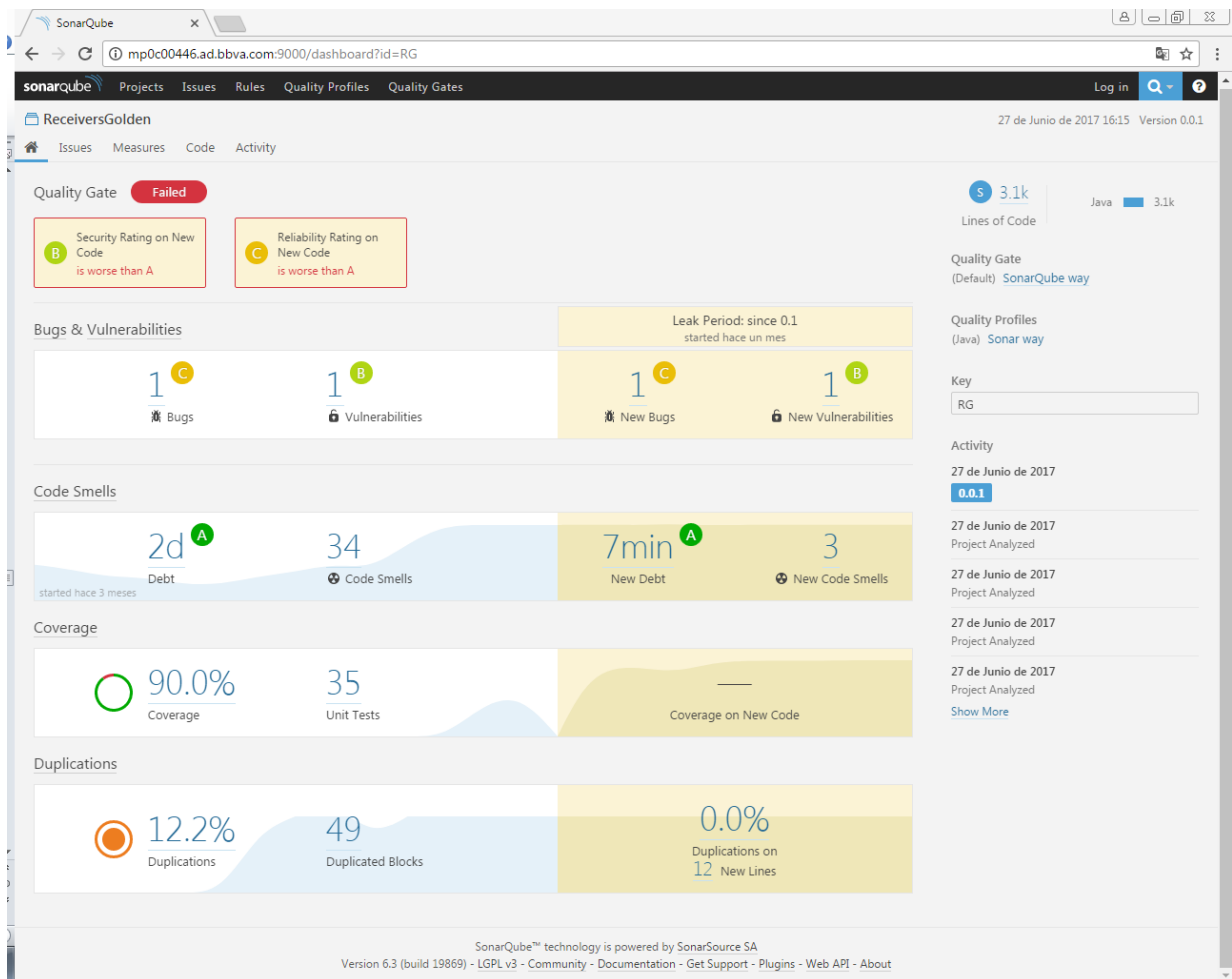 SonarQube
mp0c00446.ad.bbva.com:9000/dashboard?id=RG
sonarqube Projects Issues Rules Quality Profiles Quality Gates Log in
ReceiversGolden 27 de Junio de 2017 16:15 Version 0.0.1
Issues Measures Code Activity
Quality Gate Failed
B Security Rating on New Code
is worse than A
C Reliability Rating on New Code
is worse than A
Bugs & Vulnerabilities
Leak Period: since 0.1
started hace un mes
1 C
Bugs
1 B
Vulnerabilities
1 C
New Bugs
1 B
New Vulnerabilities
Code Smells
2d A
Debt
started hace 3 meses
34
Code Smells
7min A
New Debt
3
New Code Smells
Coverage
90.0%
Coverage
35
Unit Tests
Coverage on New Code
Duplications
12.2%
Duplications
49
Duplicated Blocks
0.0%
Duplications on
12 New Lines
S 3.1k
Lines of Code
Java 3.1k
Quality Gate
(Default) SonarQube way
Quality Profiles
(Java) Sonar way
Key
RG
Activity
27 de Junio de 2017
0.0.1
27 de Junio de 2017
Project Analyzed
27 de Junio de 2017
Project Analyzed
27 de Junio de 2017
Project Analyzed
27 de Junio de 2017
Project Analyzed
Show More
SonarQube™ technology is powered by SonarSource SA
Version 6.3 (build 19869) - LGPL v3 - Community - Documentation - Get Support - Plugins - Web API - About